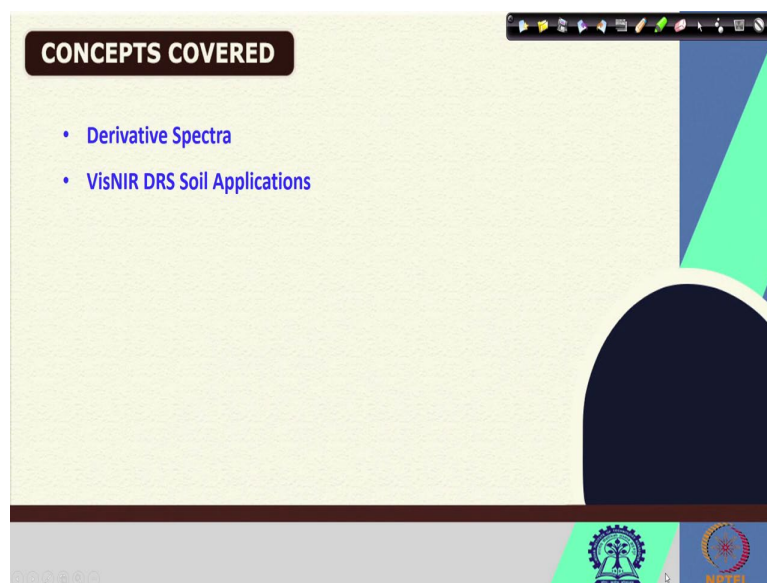 CONCEPTS COVERED
• Derivative Spectra
• VisNIR DRS Soil Applications
NPTEL